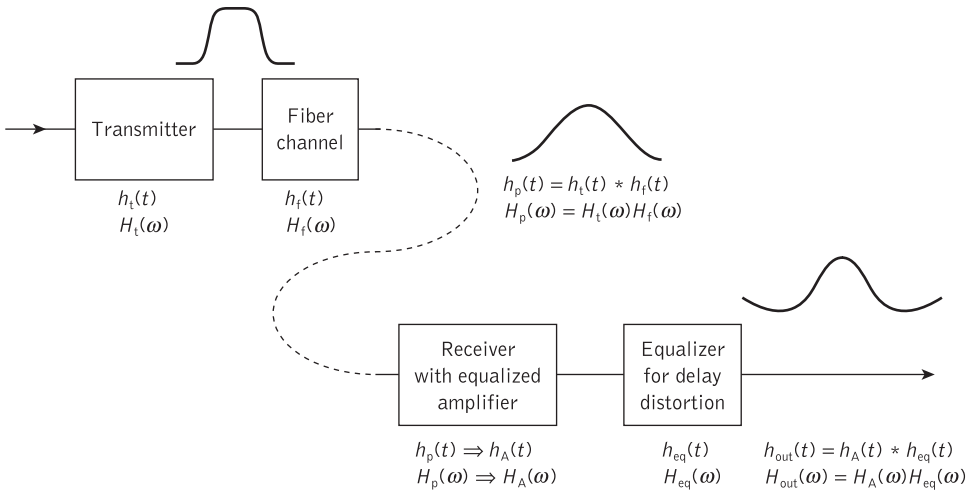 Transmitter
Fiber
channel
h_t(t)
H_t(ω)
h_f(t)
H_f(ω)
h_p(t) = h_t(t) * h_f(t)
H_p(ω) = H_t(ω)H_f(ω)
Receiver
with equalized
amplifier
Equalizer
for delay
distortion
h_p(t) ⇒ h_A(t)
H_p(ω) ⇒ H_A(ω)
h_eq(t)
H_eq(ω)
h_out(t) = h_A(t) * h_eq(t)
H_out(ω) = H_A(ω)H_eq(ω)